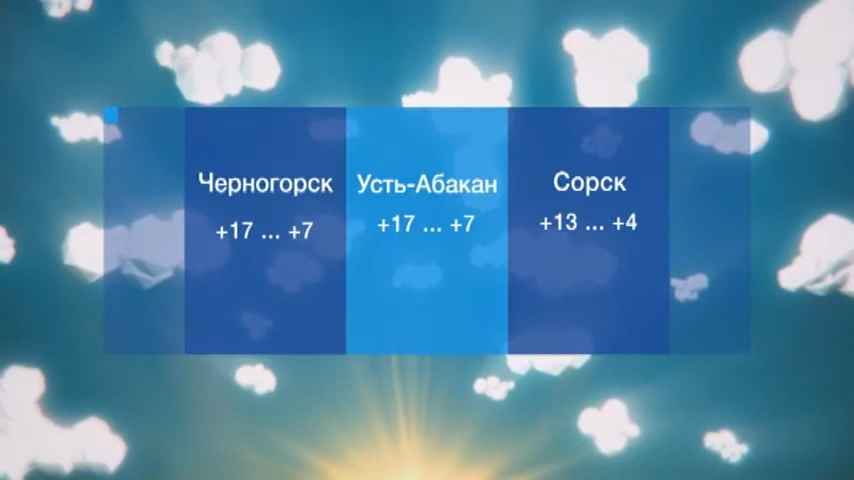 Черногорск
+17 ... +7
Усть-Абакан
+17 ... +7
Сорск
+13 ... +4